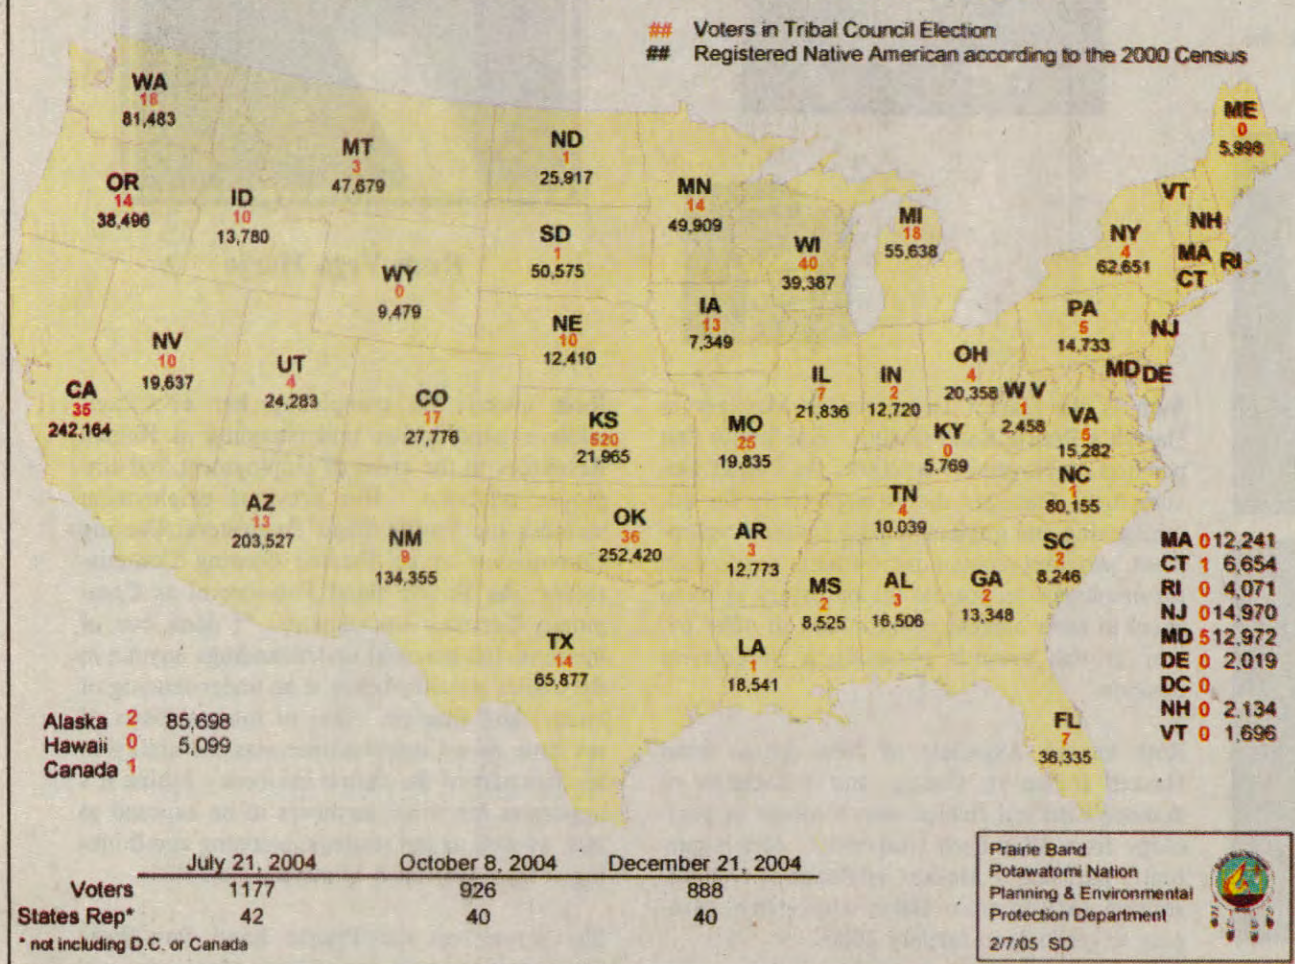 ## Voters in Tribal Council Election
## Registered Native American according to the 2000 Census
WA
18
81,483
OR
14
38,496
ID
10
13,780
MT
3
47,679
WY
0
9,479
ND
1
25,917
SD
1
50,575
NE
10
12,410
MN
14
49,909
WI
40
39,387
MI
18
55,638
IA
13
7,349
NV
10
19,637
CA
35
242,164
UT
4
24,283
CO
17
27,776
KS
520
21,965
MO
25
19,835
IL
7
21,836
IN
2
12,720
OH
4
20,358
W V
1
2,458
KY
0
5,769
VA
5
15,282
NC
1
80,155
TN
4
10,039
SC
2
8,246
AZ
13
203,527
NM
9
134,355
OK
36
252,420
AR
3
12,773
MS
2
8,525
AL
3
16,506
GA
2
13,348
TX
14
65,877
LA
1
18,541
FL
7
36,335
ME
0
5,998
VT
NH
NY
4
62,651
MA
RI
CT
PA
5
14,733
NJ
MD DE
MA 0 12,241
CT 1 6,654
RI 0 4,071
NJ 0 14,970
MD 5 12,972
DE 0 2,019
DC 0
NH 0 2,134
VT 0 1,696
Alaska 2 85,698
Hawaii 0 5,099
Canada 1
July 21, 2004 October 8, 2004 December 21, 2004
Voters 1177 926 888
States Rep* 42 40 40
* not including D.C. or Canada
Prairie Band
Potawatomi Nation
Planning & Environmental
Protection Department
2/7/05 SD